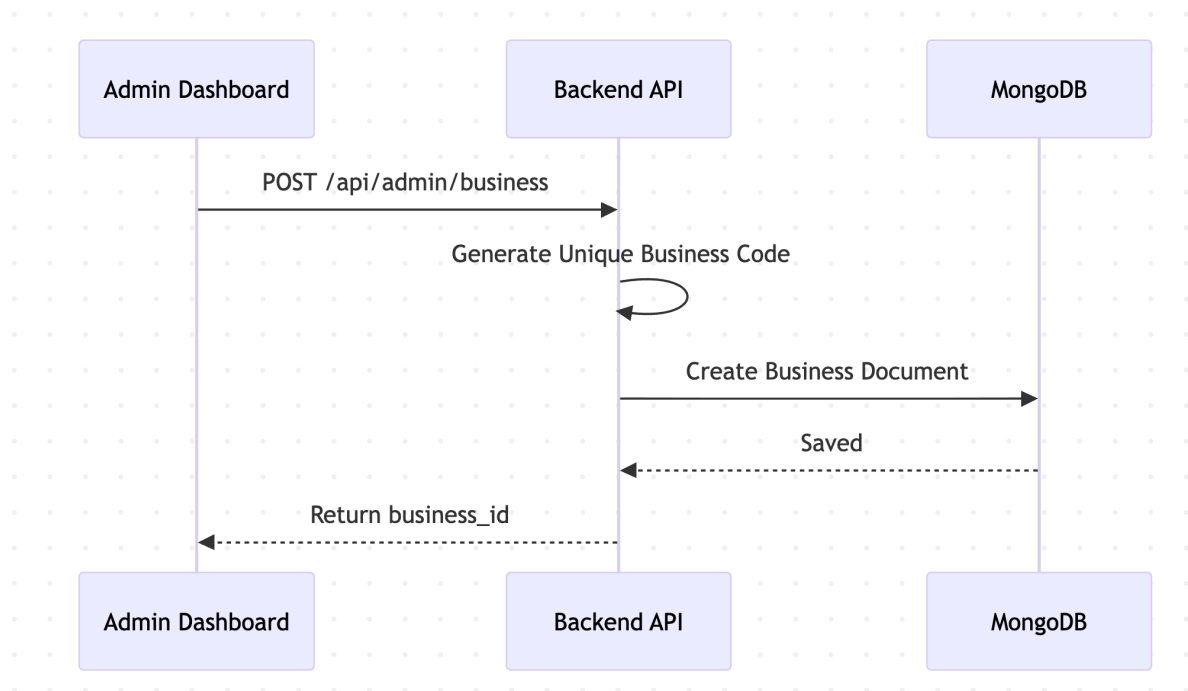 Admin Dashboard
Backend API
MongoDB
POST /api/admin/business
Generate Unique Business Code
Create Business Document
Saved
Return business_id
Admin Dashboard
Backend API
MongoDB